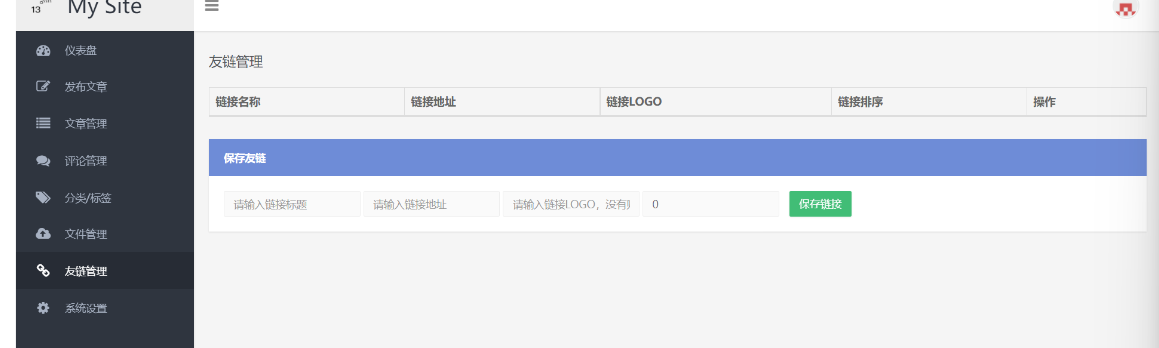 13
My Site
仪表盘
发布文章
文章管理
评论管理
分类/标签
文件管理
友链管理
系统设置
友链管理
链接名称 链接地址 链接LOGO 链接排序 操作
保存友链
请输入链接标题 请输入链接地址 请输入链接LOGO，没有 0 保存链接